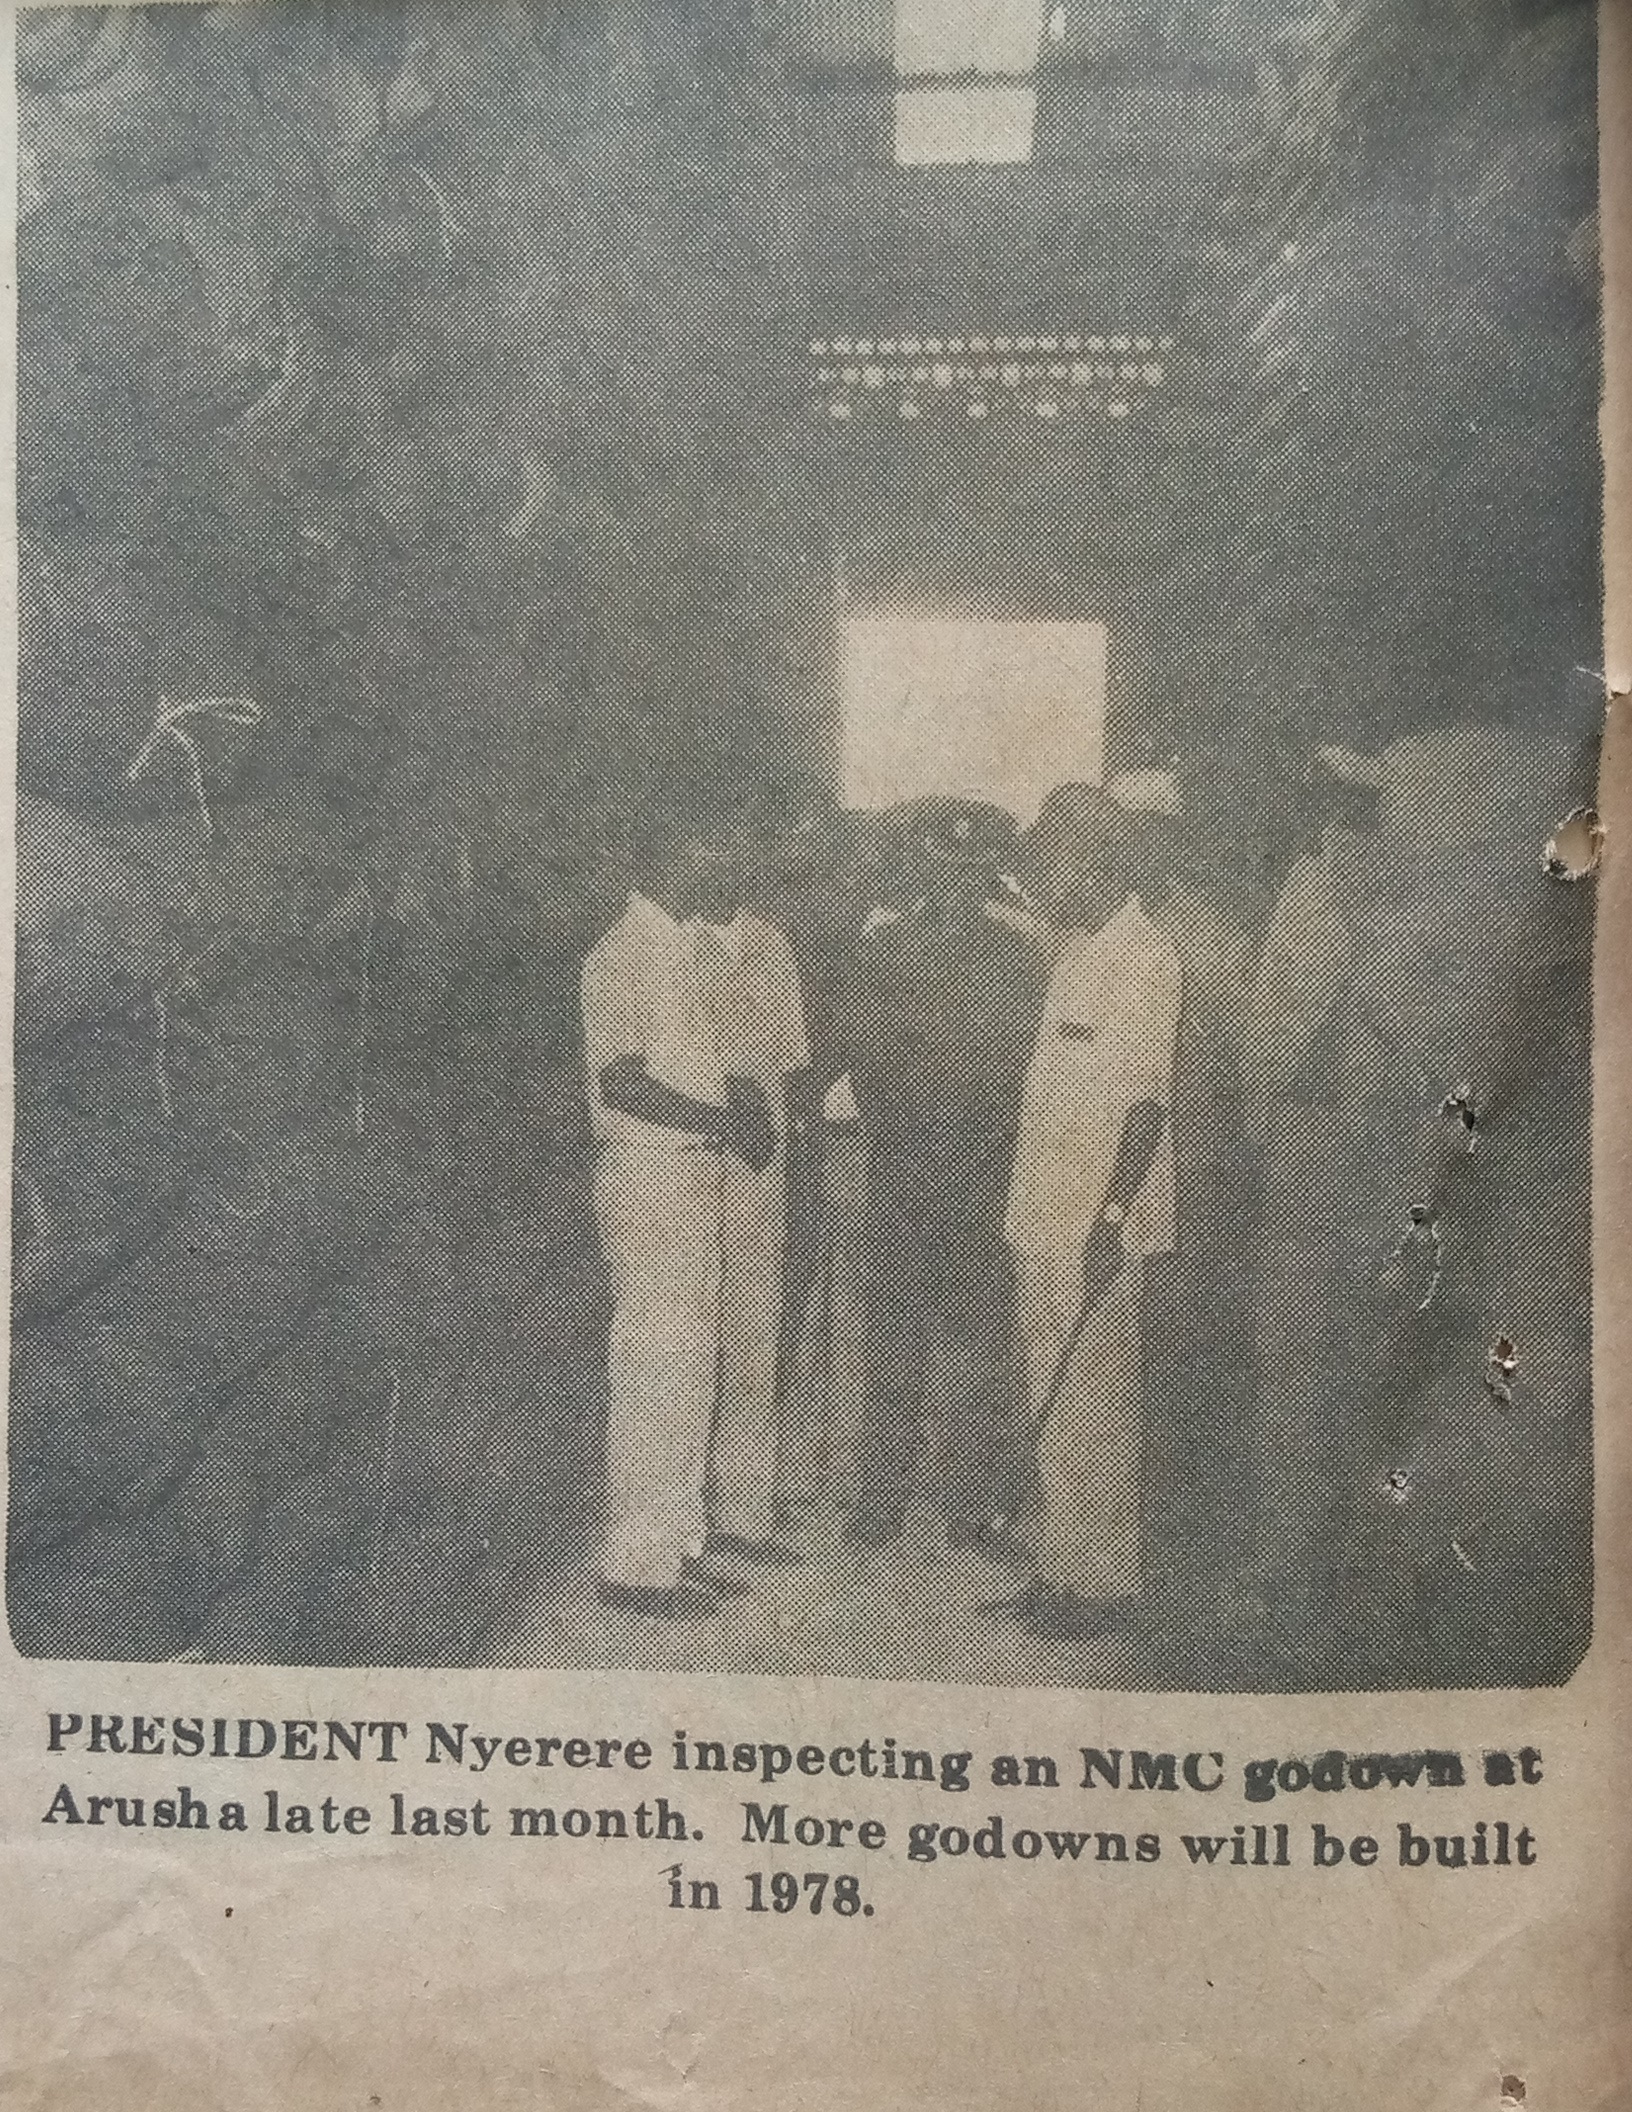 PRESIDENT Nyerere inspecting an NMC godown at
Arusha late last month. More godowns will be built
in 1978.